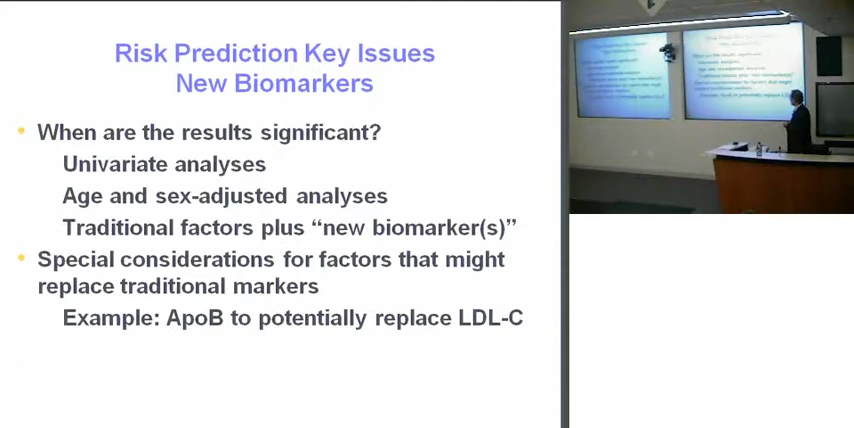 Risk Prediction Key Issues
New Biomarkers
• When are the results significant?
Univariate analyses
Age and sex-adjusted analyses
Traditional factors plus “new biomarker(s)”
• Special considerations for factors that might
replace traditional markers
Example: ApoB to potentially replace LDL-C